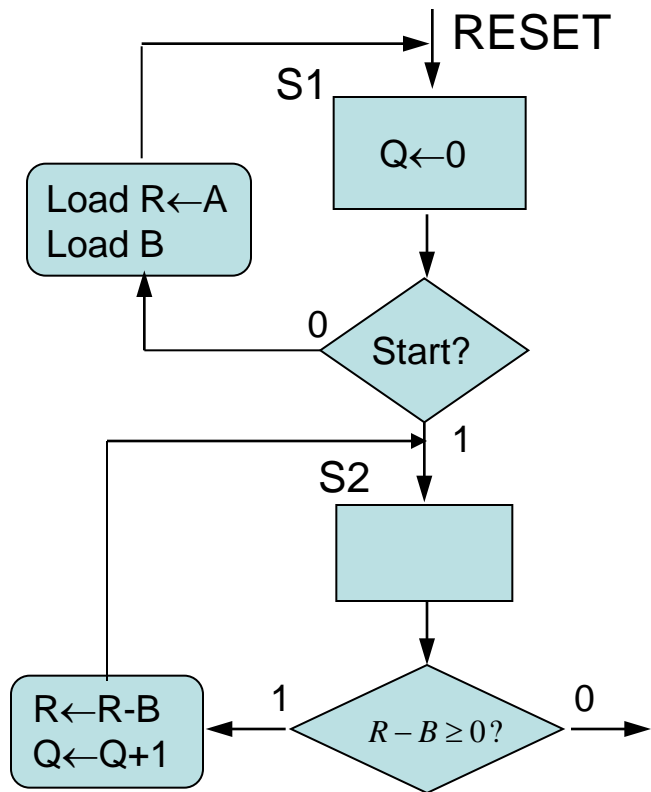 RESET
S1
Q←0
Load R←A
Load B
0
Start?
1
S2
R←R-B
Q←Q+1
1
R − B ≥ 0?
0